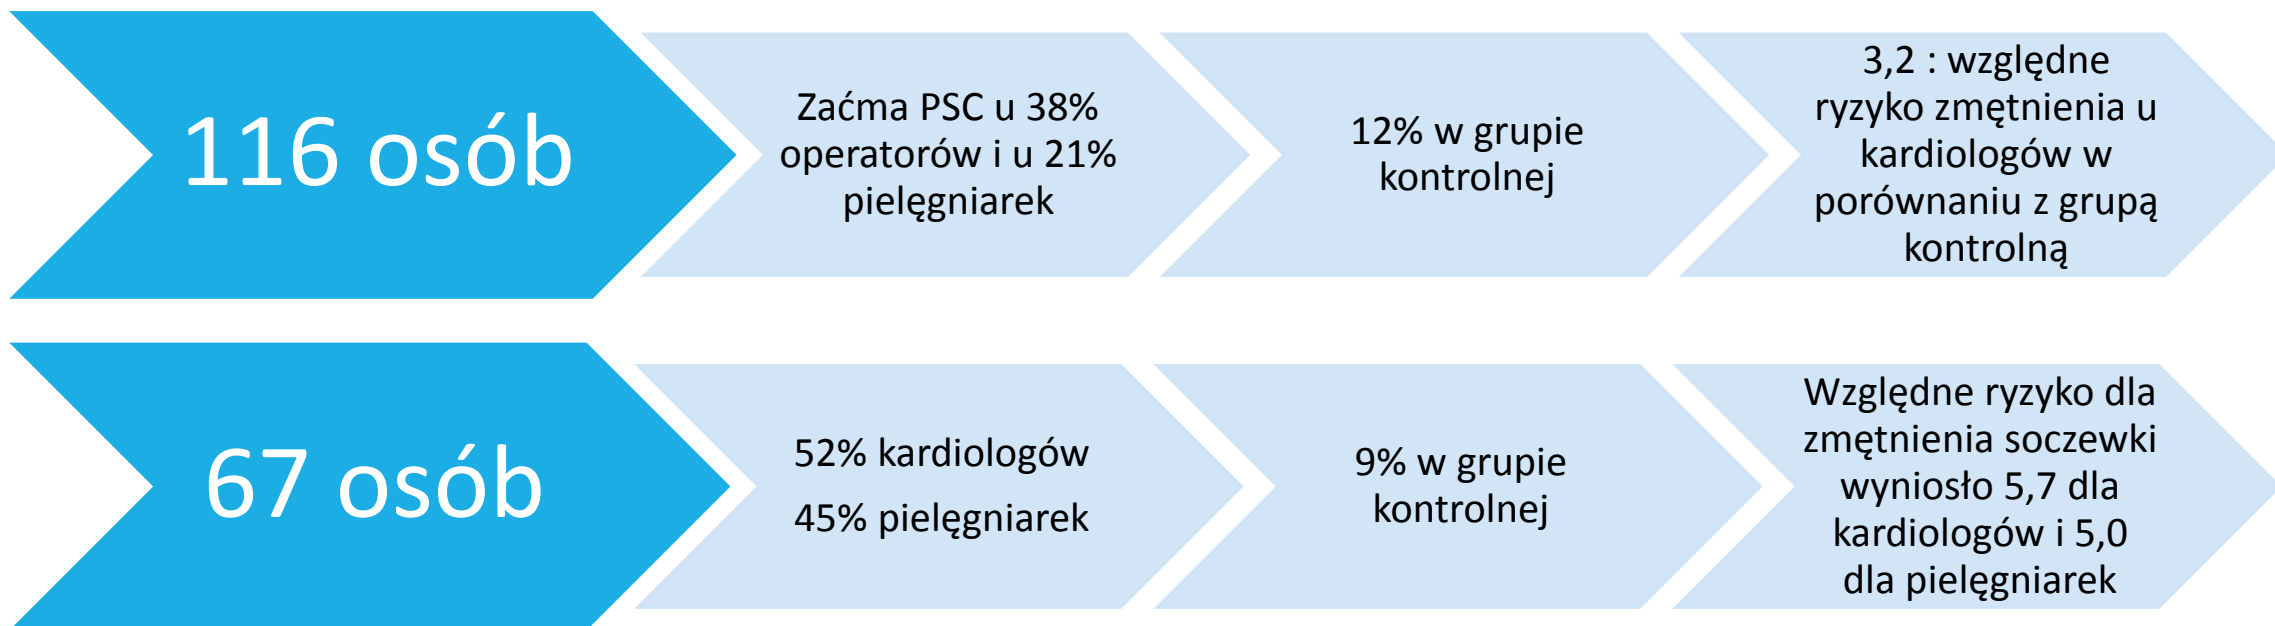 116 osób
Zaćma PSC u 38%
operatorów i u 21%
pielęgniarek
12% w grupie
kontrolnej
3,2 : względne
ryzyko zmętnienia u
kardiologów w
porównaniu z grupą
kontrolną
67 osób
52% kardiologów
45% pielęgniarek
9% w grupie
kontrolnej
Względne ryzyko dla
zmętnienia soczewki
wyniosło 5,7 dla
kardiologów i 5,0
dla pielęgniarek